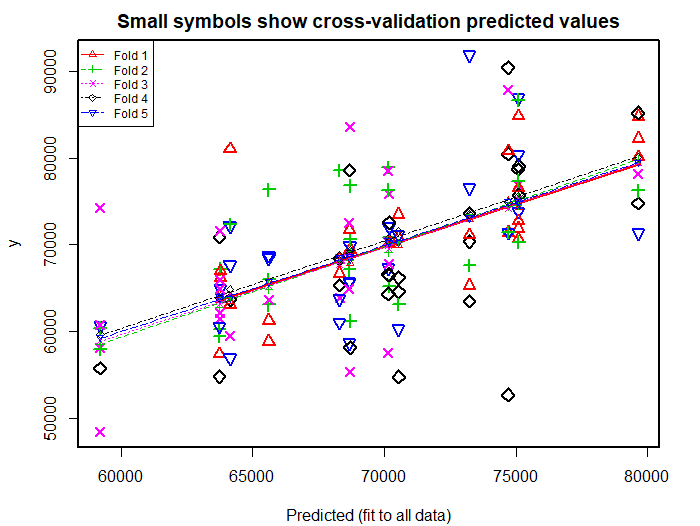 Small symbols show cross-validation predicted values
Fold 1
Fold 2
Fold 3
Fold 4
Fold 5
90000
80000
70000
60000
50000
y
60000 65000 70000 75000 80000
Predicted (fit to all data)